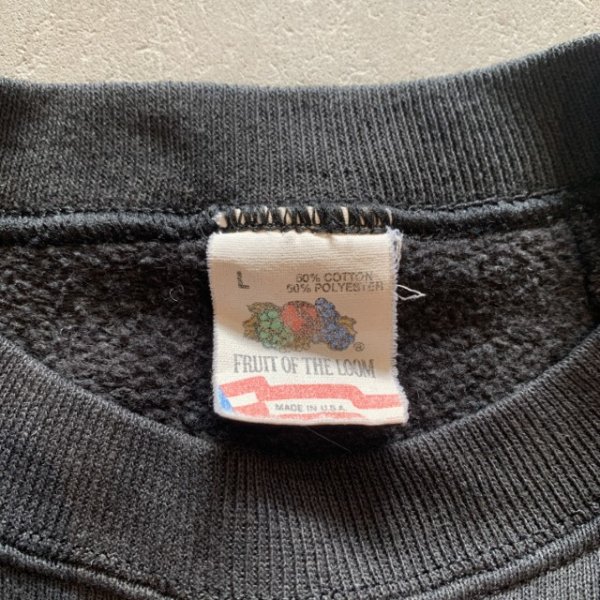 L
50% COTTON
50% POLYESTER
®
FRUIT OF THE LOOM
MADE IN U.S.A.